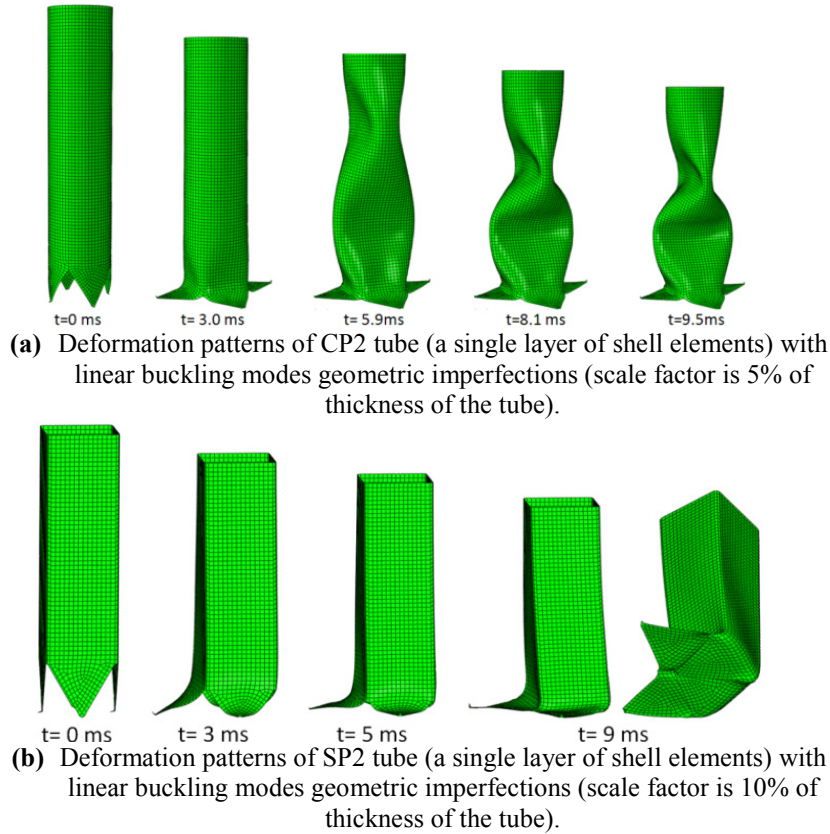 t=0 ms t= 3.0 ms t= 5.9ms t=8.1 ms t=9.5ms
(a) Deformation patterns of CP2 tube (a single layer of shell elements) with
linear buckling modes geometric imperfections (scale factor is 5% of
thickness of the tube).
t= 0 ms t= 3 ms t= 5 ms t= 9 ms
(b) Deformation patterns of SP2 tube (a single layer of shell elements) with
linear buckling modes geometric imperfections (scale factor is 10% of
thickness of the tube).